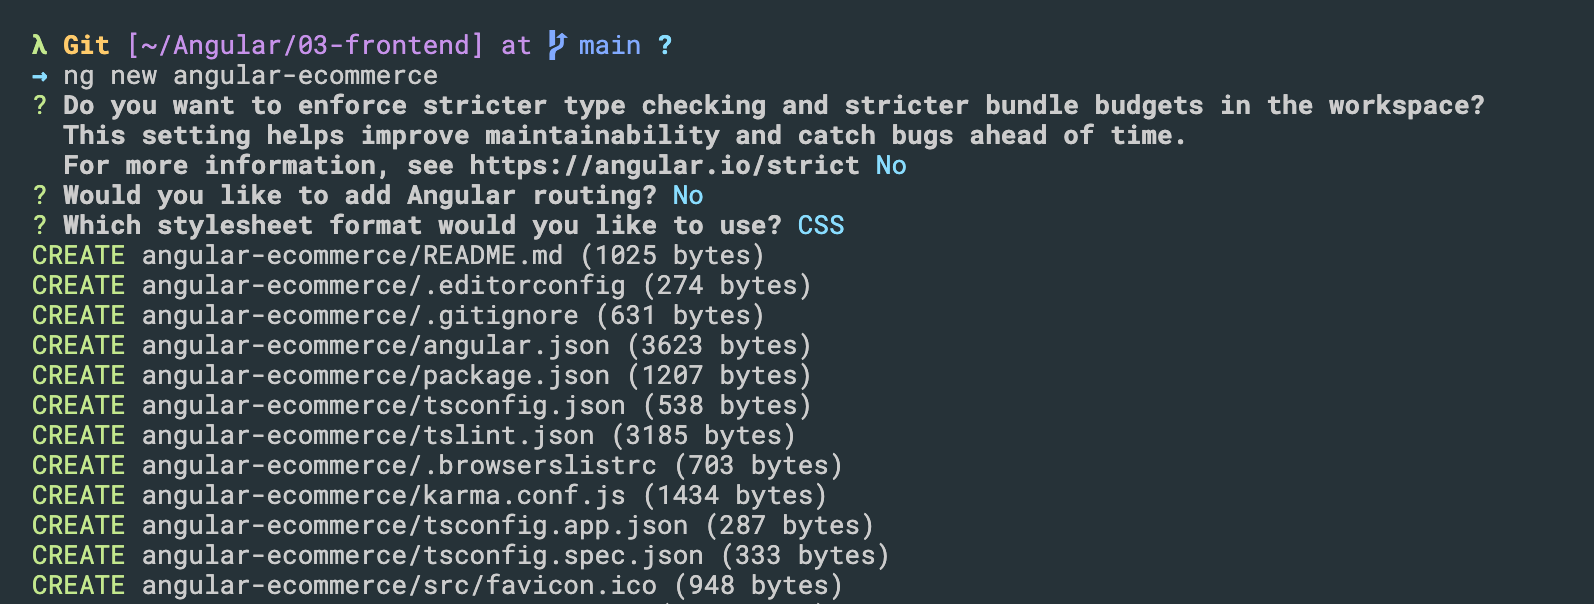 λ Git [~/Angular/03-frontend] at main ?
→ ng new angular-ecommerce
? Do you want to enforce stricter type checking and stricter bundle budgets in the workspace?
This setting helps improve maintainability and catch bugs ahead of time.
For more information, see https://angular.io/strict No
? Would you like to add Angular routing? No
? Which stylesheet format would you like to use? CSS
CREATE angular-ecommerce/README.md (1025 bytes)
CREATE angular-ecommerce/.editorconfig (274 bytes)
CREATE angular-ecommerce/.gitignore (631 bytes)
CREATE angular-ecommerce/angular.json (3623 bytes)
CREATE angular-ecommerce/package.json (1207 bytes)
CREATE angular-ecommerce/tsconfig.json (538 bytes)
CREATE angular-ecommerce/tslint.json (3185 bytes)
CREATE angular-ecommerce/.browserslistrc (703 bytes)
CREATE angular-ecommerce/karma.conf.js (1434 bytes)
CREATE angular-ecommerce/tsconfig.app.json (287 bytes)
CREATE angular-ecommerce/tsconfig.spec.json (333 bytes)
CREATE angular-ecommerce/src/favicon.ico (948 bytes)